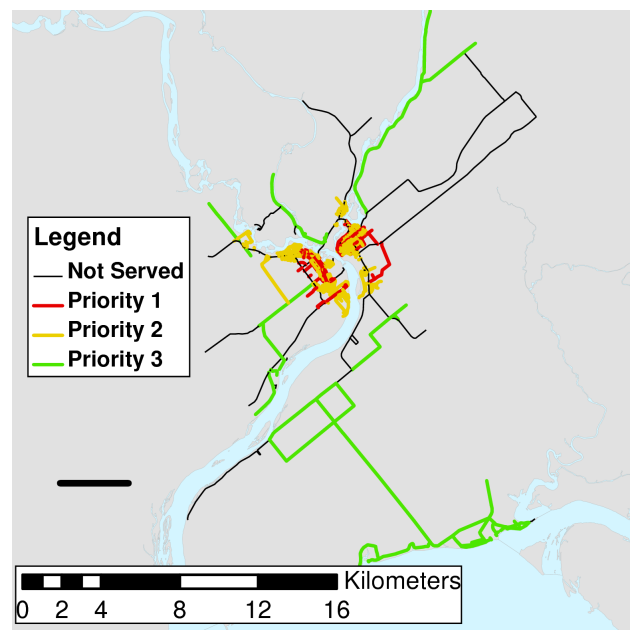 Legend
Not Served
Priority 1
Priority 2
Priority 3
Kilometers
0 2 4 8 12 16